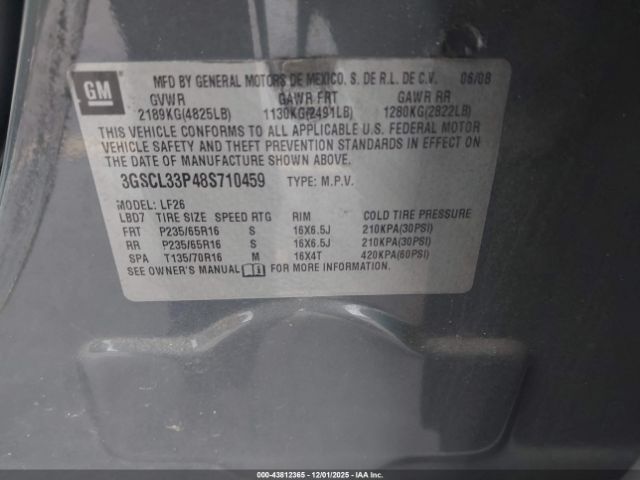 GM
MFD BY GENERAL MOTORS DE MEXICO, S. DE R.L. DE C.V. 06/08
GVWR GAWR FRT GAWR RR
2189KG(4825LB) 1130KG(2491LB) 1280KG(2822LB)
THIS VEHICLE CONFORMS TO ALL APPLICABLE U.S. FEDERAL MOTOR
VEHICLE SAFETY AND THEFT PREVENTION STANDARDS IN EFFECT ON THE
DATE OF MANUFACTURE SHOWN ABOVE.
3GSCL33P48S710459 TYPE: M.P.V.
MODEL: LF26
LBD7 TIRE SIZE SPEED RTG RIM COLD TIRE PRESSURE
FRT P235/65R16 S 16X6.5J 210KPA(30PSI)
RR P235/65R16 S 16X6.5J 210KPA(30PSI)
SPA T135/70R16 M 16X4T 420KPA(60PSI)
SEE OWNER'S MANUAL FOR MORE INFORMATION.
000-43812365 - 12/01/2025 - IAAI.COM